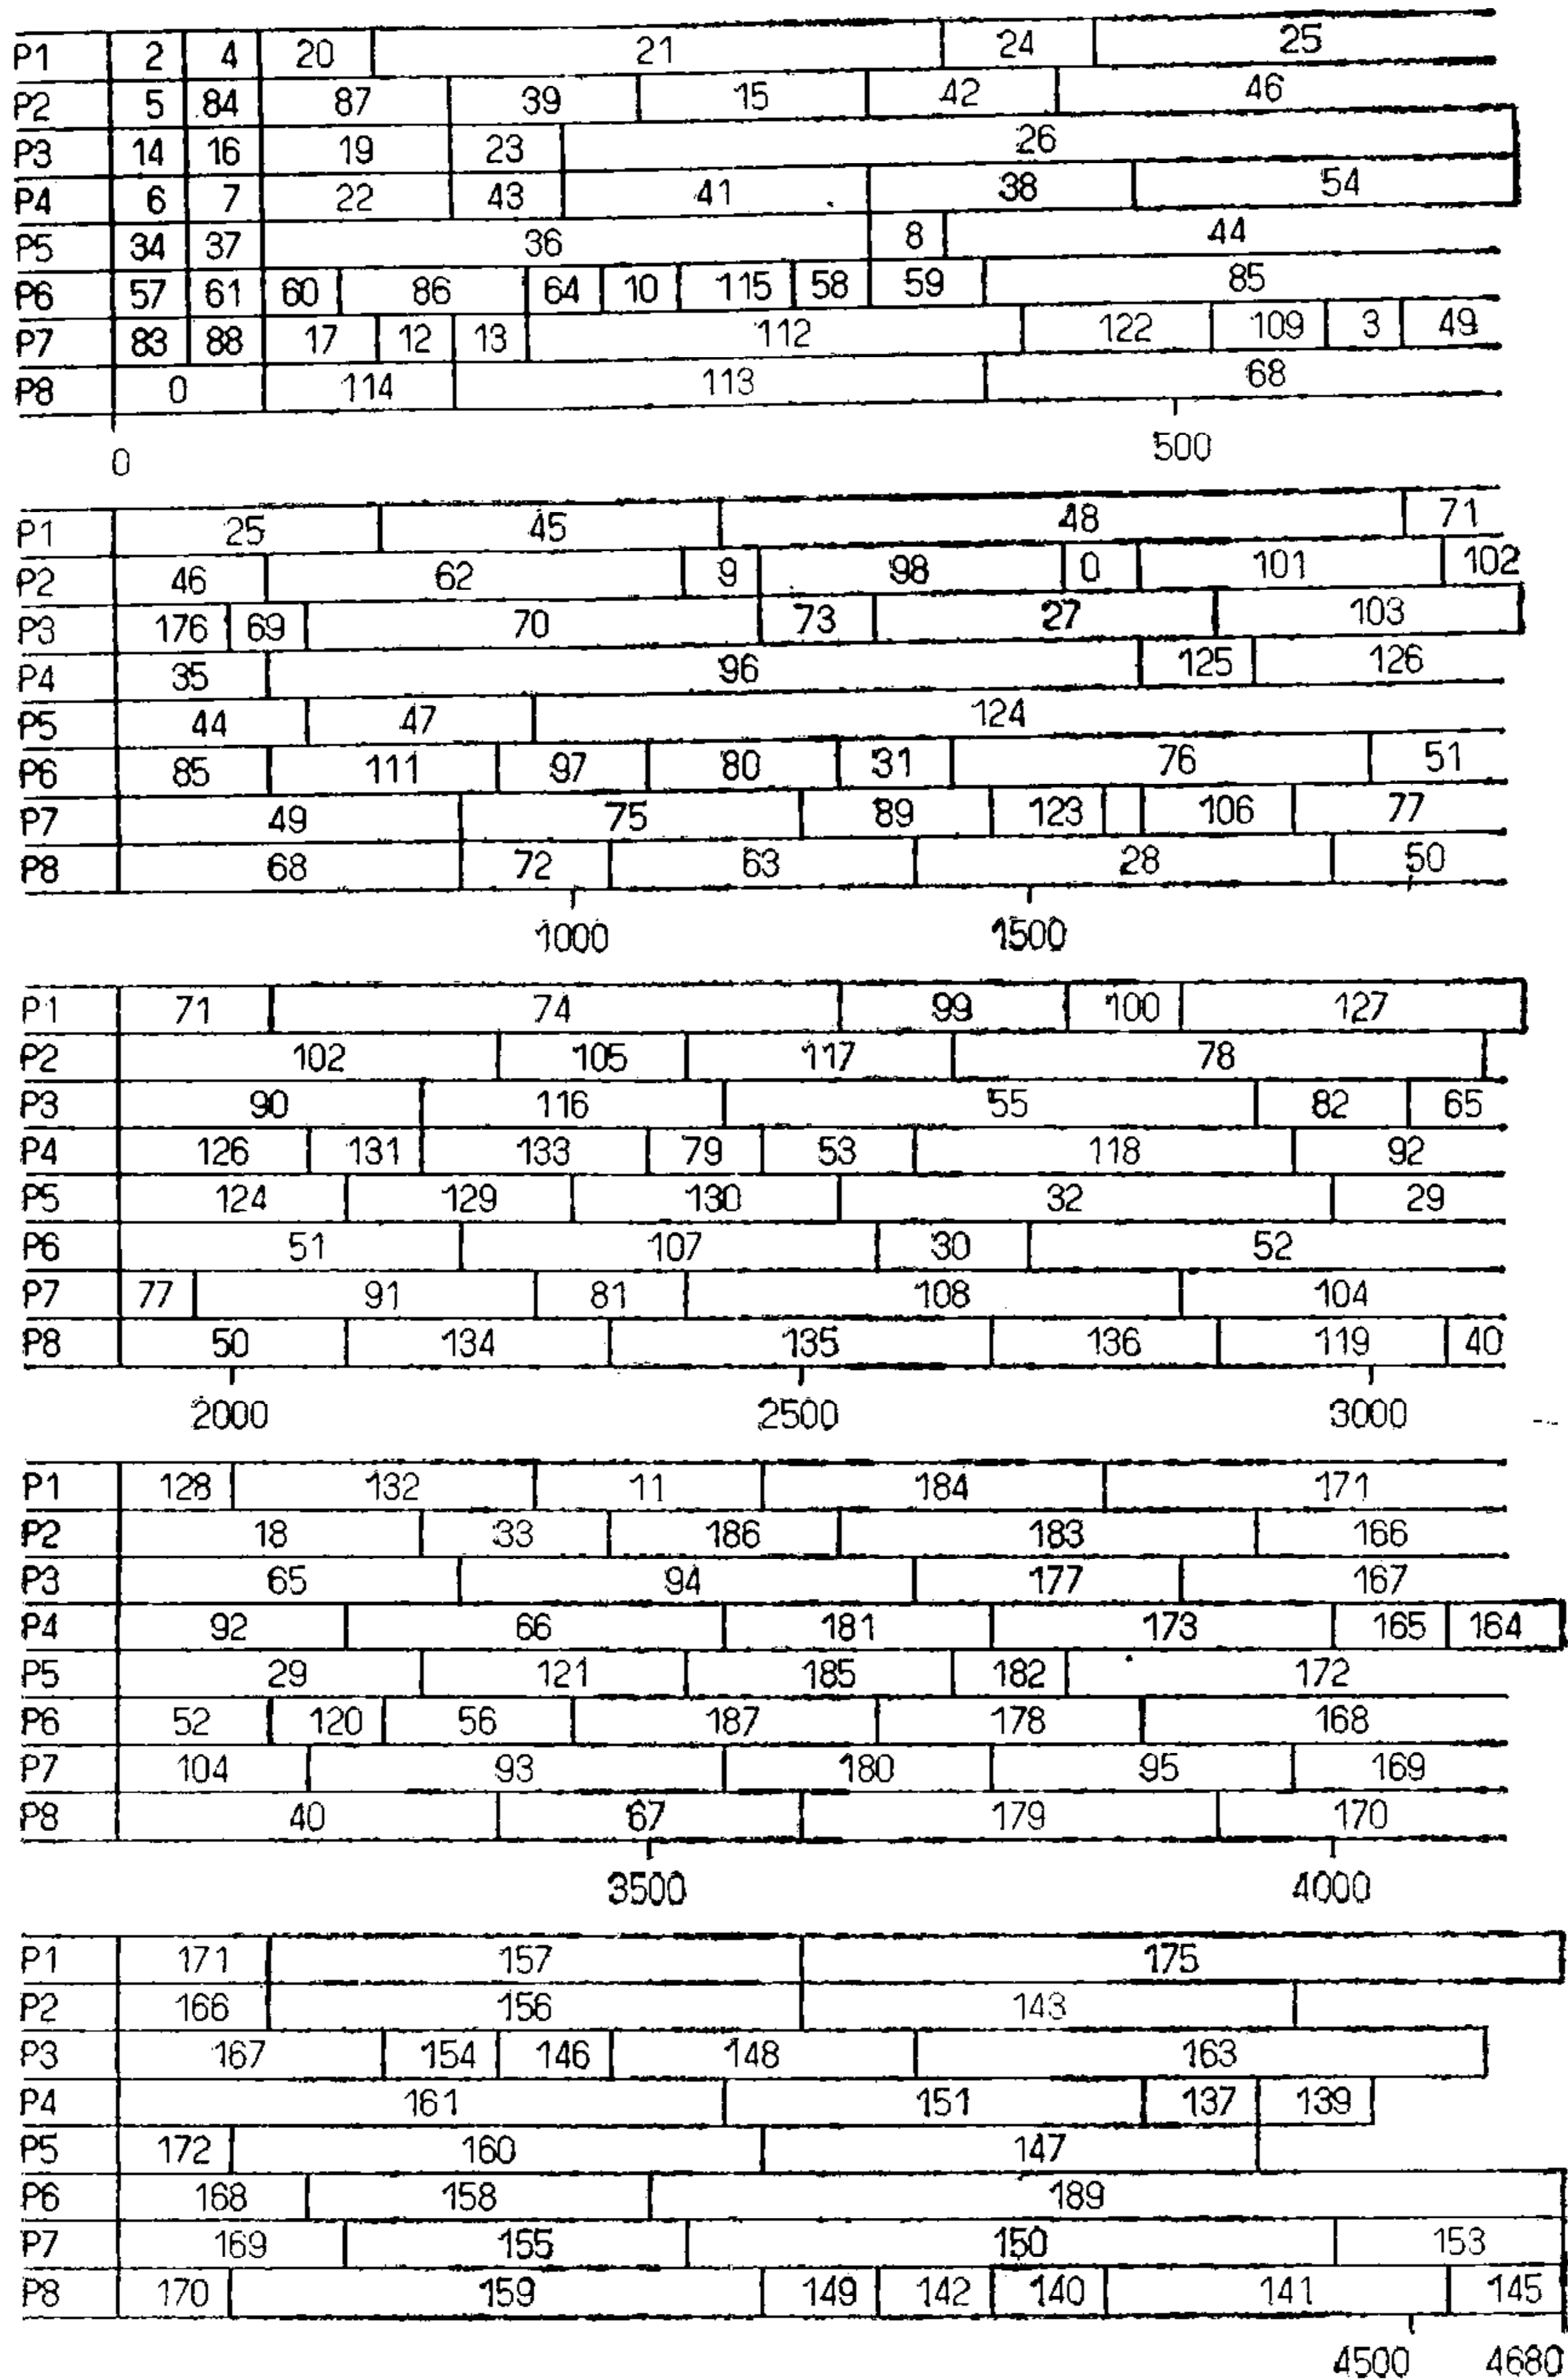 P1 2 4 20 21 24 25
P2 5 84 87 39 15 42 46
P3 14 16 19 23 26
P4 6 7 22 43 41 38 54
P5 34 37 36 8 44
P6 57 61 60 86 64 10 115 58 59 85
P7 83 88 17 12 13 112 122 109 3 49
P8 0 114 113 68
0 500
P1 25 45 48 71
P2 46 62 9 98 0 101 102
P3 176 69 70 73 27 103
P4 35 96 125 126
P5 44 47 124
P6 85 111 97 80 31 76 51
P7 49 75 89 123 106 77
P8 68 72 63 28 50
1000 1500
P1 71 74 99 100 127
P2 102 105 117 78
P3 90 116 55 82 65
P4 126 131 133 79 53 118 92
P5 124 129 130 32 29
P6 51 107 30 52
P7 77 91 81 108 104
P8 50 134 135 136 119 40
2000 2500 3000
P1 128 132 11 184 171
P2 18 33 186 183 166
P3 65 94 177 167
P4 92 66 181 173 165 164
P5 29 121 185 182 172
P6 52 120 56 187 178 168
P7 104 93 180 95 169
P8 40 67 179 170
3500 4000
P1 171 157 175
P2 166 156 143
P3 167 154 146 148 163
P4 161 151 137 139
P5 172 160 147
P6 168 158 189
P7 169 155 150 153
P8 170 159 149 142 140 141 145
4500 4680